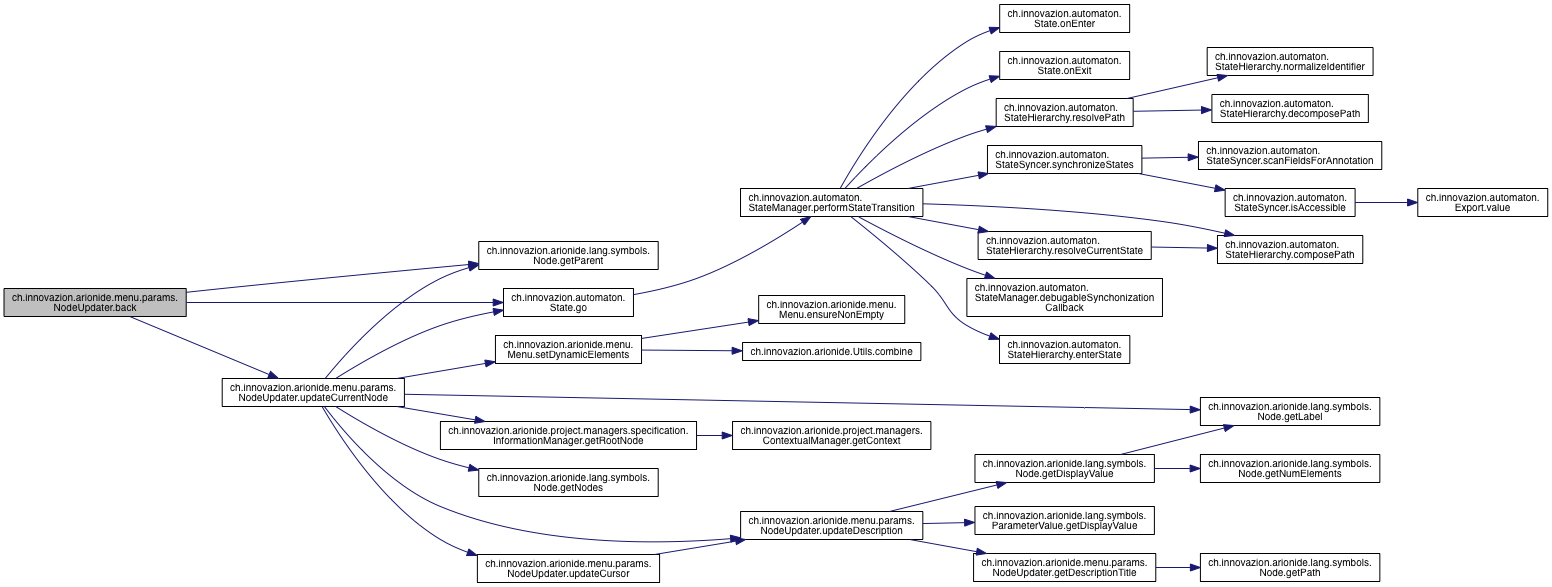 ch.innovazion.arionide.menu.params.
NodeUpdater.back
ch.innovazion.arionide.menu.params.
NodeUpdater.updateCurrentNode
ch.innovazion.arionide.lang.symbols.
Node.getParent
ch.innovazion.automaton.
State.go
ch.innovazion.arionide.menu.
Menu.setDynamicElements
ch.innovazion.arionide.project.managers.specification.
InformationManager.getRootNode
ch.innovazion.arionide.lang.symbols.
Node.getNodes
ch.innovazion.arionide.menu.params.
NodeUpdater.updateCursor
ch.innovazion.automaton.
StateManager.performStateTransition
ch.innovazion.arionide.menu.
Menu.ensureNonEmpty
ch.innovazion.arionide.Utils.combine
ch.innovazion.arionide.project.managers.
ContextualManager.getContext
ch.innovazion.arionide.menu.params.
NodeUpdater.updateDescription
ch.innovazion.automaton.
State.onEnter
ch.innovazion.automaton.
State.onExit
ch.innovazion.automaton.
StateHierarchy.resolvePath
ch.innovazion.automaton.
StateSyncer.synchronizeStates
ch.innovazion.automaton.
StateHierarchy.resolveCurrentState
ch.innovazion.automaton.
StateManager.debugableSynchonization
Callback
ch.innovazion.automaton.
StateHierarchy.enterState
ch.innovazion.arionide.lang.symbols.
Node.getDisplayValue
ch.innovazion.arionide.lang.symbols.
ParameterValue.getDisplayValue
ch.innovazion.arionide.menu.params.
NodeUpdater.getDescriptionTitle
ch.innovazion.automaton.
StateHierarchy.normalizeIdentifier
ch.innovazion.automaton.
StateHierarchy.decomposePath
ch.innovazion.automaton.
StateSyncer.scanFieldsForAnnotation
ch.innovazion.automaton.
StateSyncer.isAccessible
ch.innovazion.automaton.
StateHierarchy.composePath
ch.innovazion.arionide.lang.symbols.
Node.getLabel
ch.innovazion.arionide.lang.symbols.
Node.getNumElements
ch.innovazion.arionide.lang.symbols.
Node.getPath
ch.innovazion.automaton.
Export.value